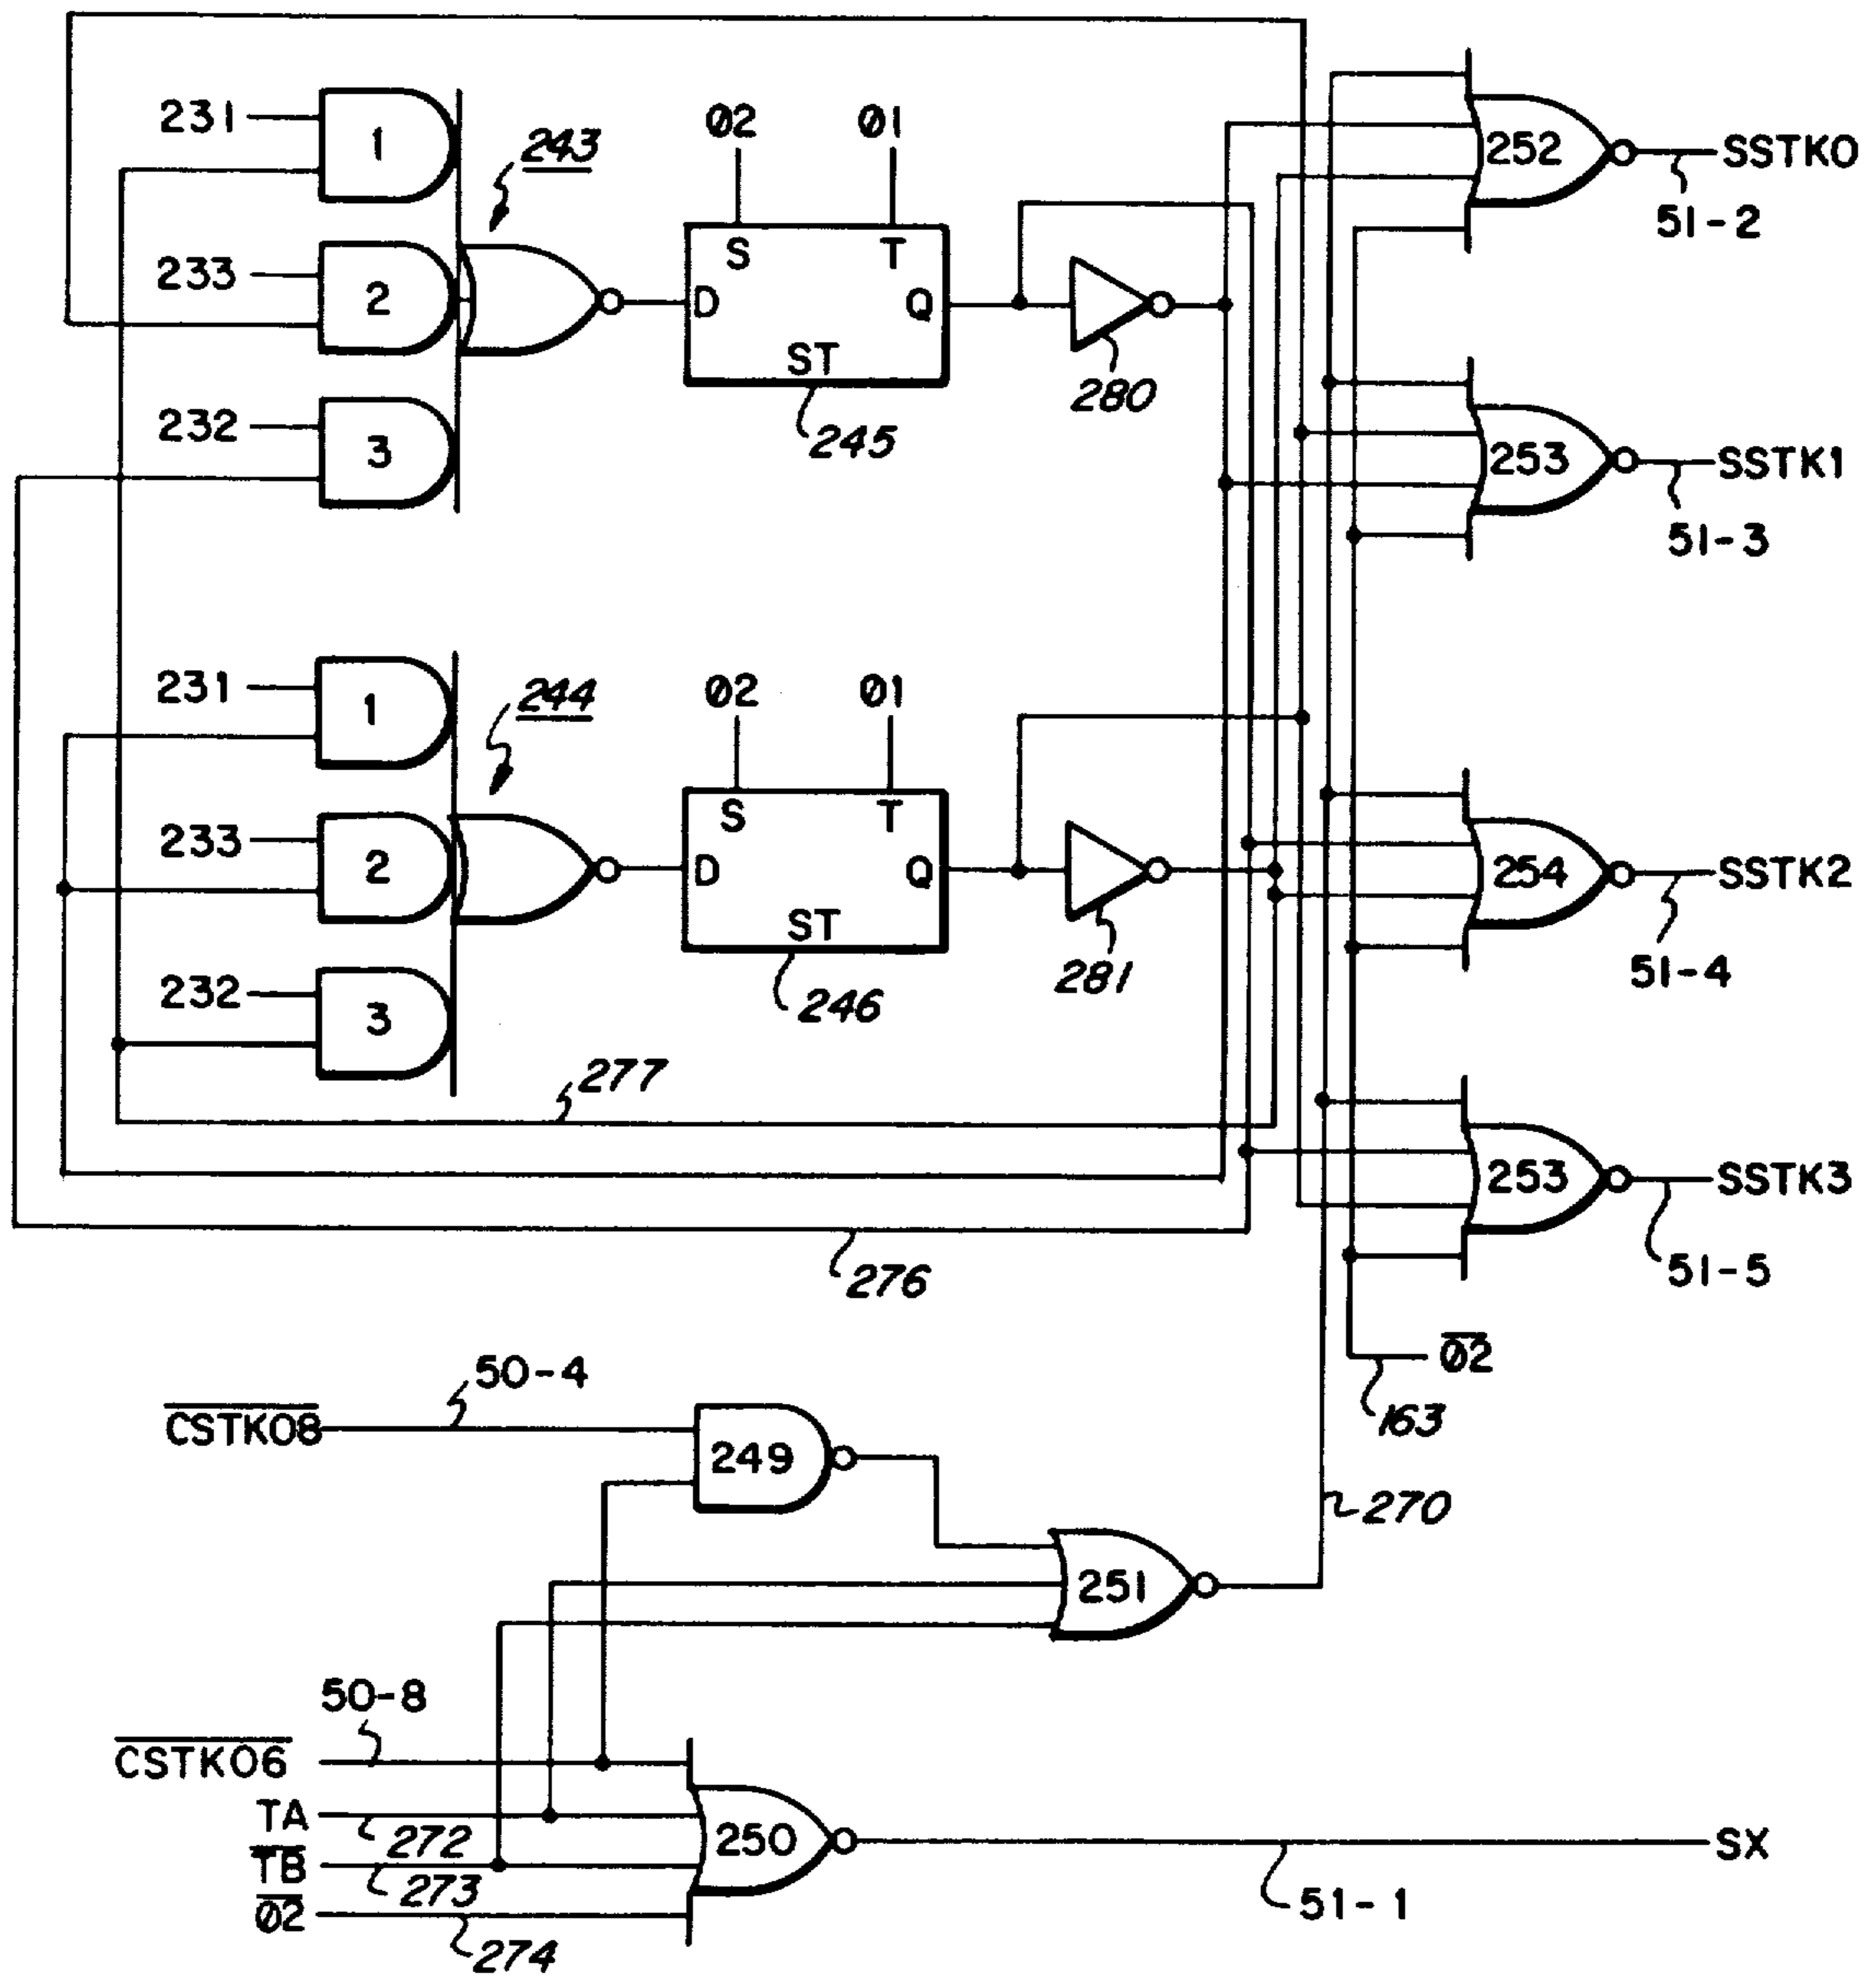 231
1
243
02
01
252
SSTK0
51-2
233
2
S
T
D
Q
ST
245
280
232
3
253
SSTK1
51-3
231
1
244
02
01
233
2
S
T
D
Q
ST
246
281
254
SSTK2
51-4
232
3
277
253
SSTK3
51-5
276
02
163
50-4
CSTK08
249
270
251
50-8
CSTK06
TA
272
250
SX
TB
273
51-1
02
274